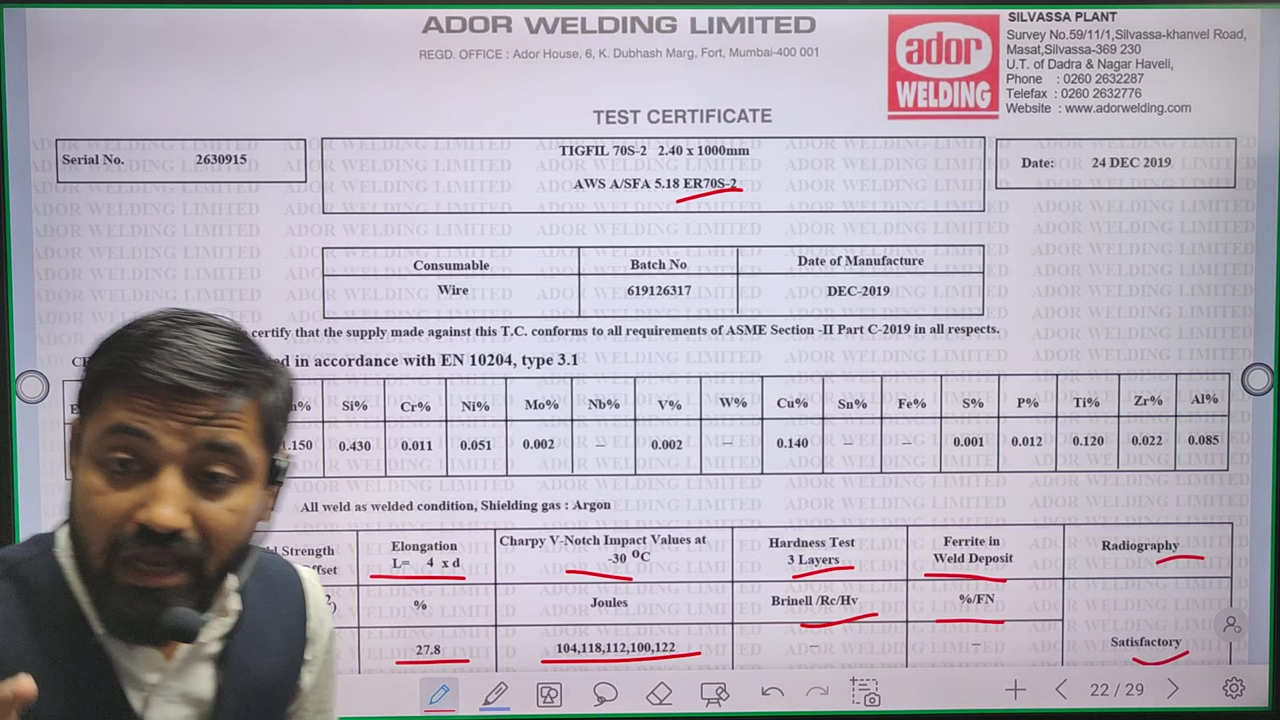 ADOR WELDING LIMITED
REGD. OFFICE : Ador House, 6, K. Dubhash Marg, Fort, Mumbai-400 001
ador
WELDING
SILVASSA PLANT
Survey No.59/11/1,Silvassa-khanvel Road,
Masat,Silvassa-369 230
U.T. of Dadra & Nagar Haveli,
Phone : 0260 2632287
Telefax : 0260 2632776
Website : www.adorwelding.com
TEST CERTIFICATE
Serial No. 2630915
TIGFIL 70S-2 2.40 x 1000mm
AWS A/SFA 5.18 ER70S-2
Date: 24 DEC 2019
Consumable Batch No Date of Manufacture
Wire 619126317 DEC-2019
certify that the supply made against this T.C. conforms to all requirements of ASME Section -II Part C-2019 in all respects.
in accordance with EN 10204, type 3.1
Si% Cr% Ni% Mo% Nb% V% W% Cu% Sn% Fe% S% P% Ti% Zr% Al%
.150 0.430 0.011 0.051 0.002 — 0.002 — 0.140 — — 0.001 0.012 0.120 0.022 0.085
All weld as welded condition, Shielding gas : Argon
Strength Elongation L= 4 x d Charpy V-Notch Impact Values at -30 ⁰C Hardness Test 3 Layers Ferrite in Weld Deposit Radiography
% Joules Brinell /Rc/Hv %/FN
27.8 104,118,112,100,122 — — Satisfactory
22 / 29